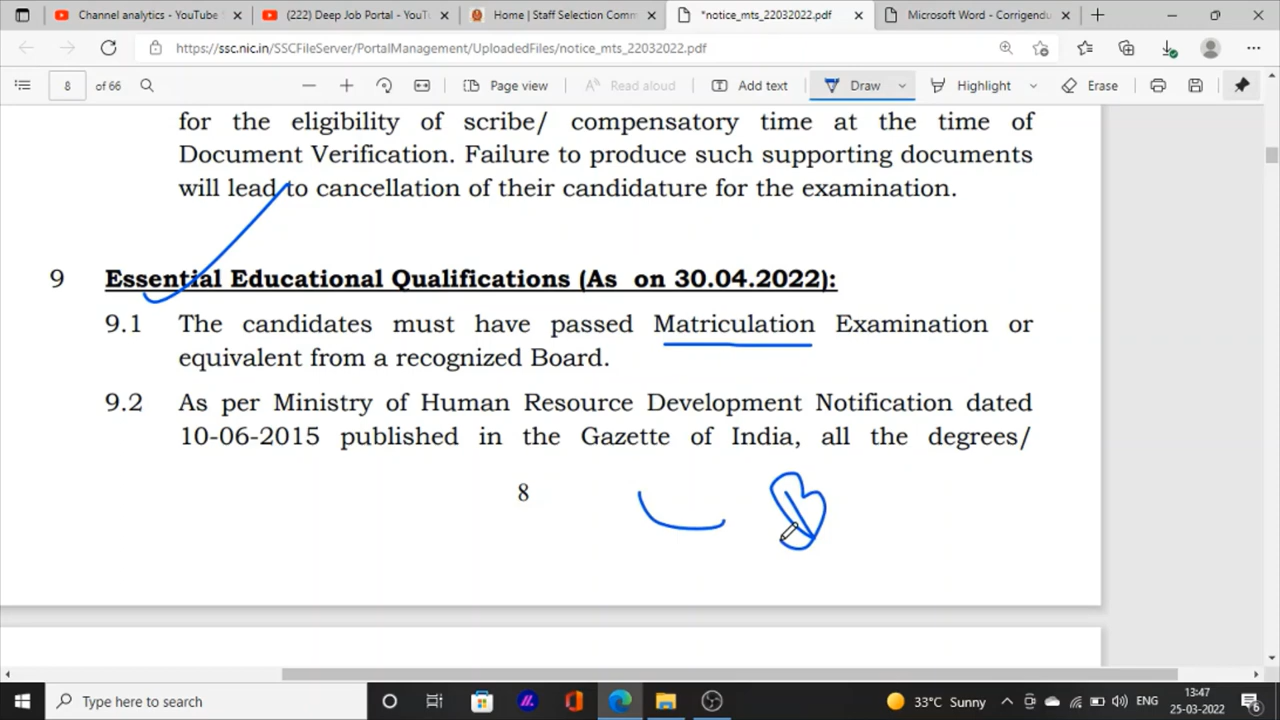 Channel analytics - YouTube
(222) Deep Job Portal - YouTu
Home | Staff Selection Comm
*notice_mts_22032022.pdf
Microsoft Word - Corrigendu
https://ssc.nic.in/SSCFileServer/PortalManagement/UploadedFiles/notice_mts_22032022.pdf
8 of 66
Page view
Read aloud
Add text
Draw
Highlight
Erase
for the eligibility of scribe/ compensatory time at the time of
Document Verification. Failure to produce such supporting documents
will lead to cancellation of their candidature for the examination.
9 Essential Educational Qualifications (As on 30.04.2022):
9.1 The candidates must have passed Matriculation Examination or
equivalent from a recognized Board.
9.2 As per Ministry of Human Resource Development Notification dated
10-06-2015 published in the Gazette of India, all the degrees/
8
Type here to search
33°C Sunny
ENG
13:47
25-03-2022
6